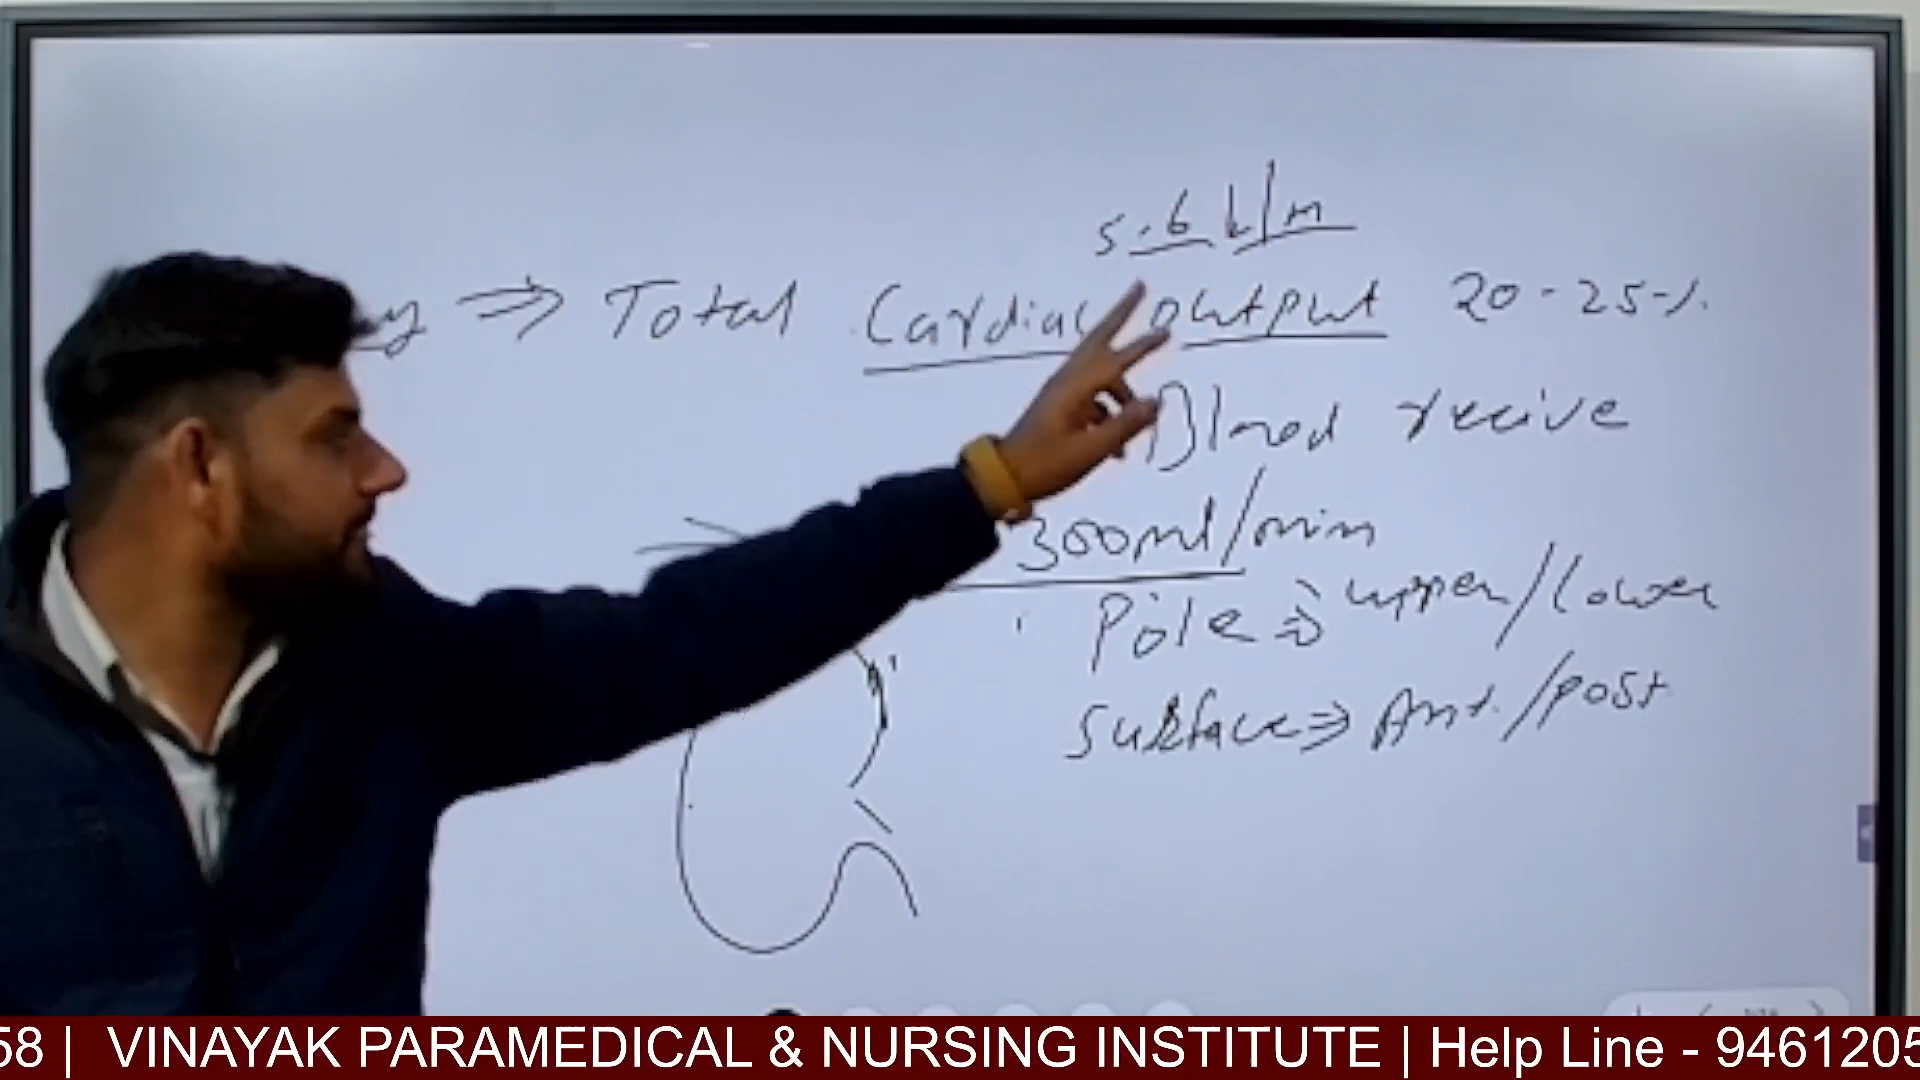 5.6 L/m
y ⇒ Total Cardiac output 20-25%
Blood recive
300ml/min
Pole ⇒ upper/lower
Surface ⇒ Ant./post
58 | VINAYAK PARAMEDICAL & NURSING INSTITUTE | Help Line - 9461205